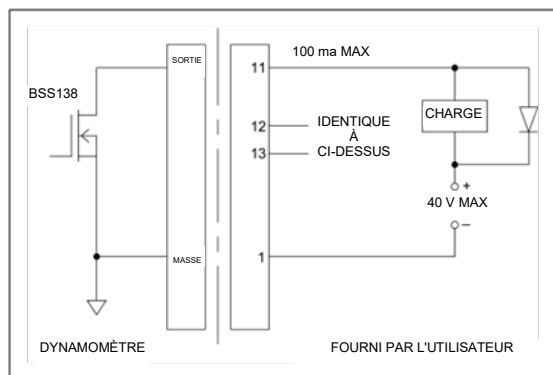 SORTIE
11
100 ma MAX
BSS138
CHARGE
12
IDENTIQUE
À
13
CI-DESSUS
+
40 V MAX
–
MASSE
1
DYNAMOMÈTRE
FOURNI PAR L'UTILISATEUR